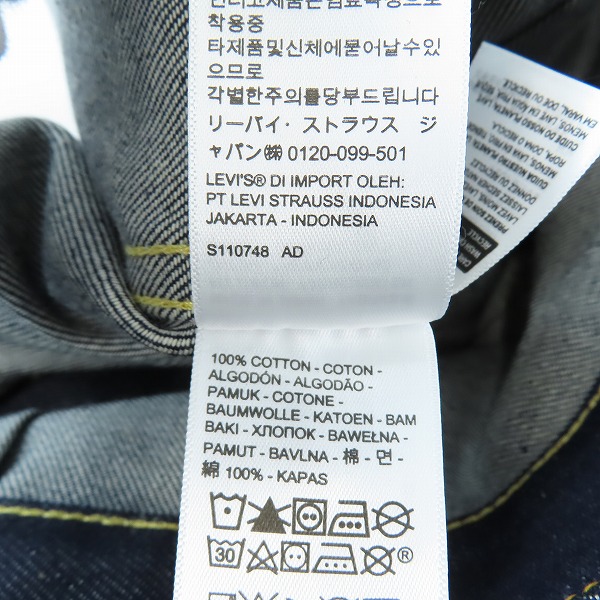 착용중
타제품및신체에묻어날수있
으므로
각별한주의를당부드립니다
リーバイ・ストラウス ジ
ャパン㈱ 0120-099-501
LEVI'S® DI IMPORT OLEH:
PT LEVI STRAUSS INDONESIA
JAKARTA - INDONESIA
S110748 AD
100% COTTON - COTON -
ALGODÓN - ALGODÃO -
PAMUK - COTONE -
BAUMWOLLE - KATOEN - BAM
BAKI - ХЛОПОК - BAWEŁNA -
PAMUT - BAVLNA - 棉 - 면 -
綿 100% - KAPAS
30
®